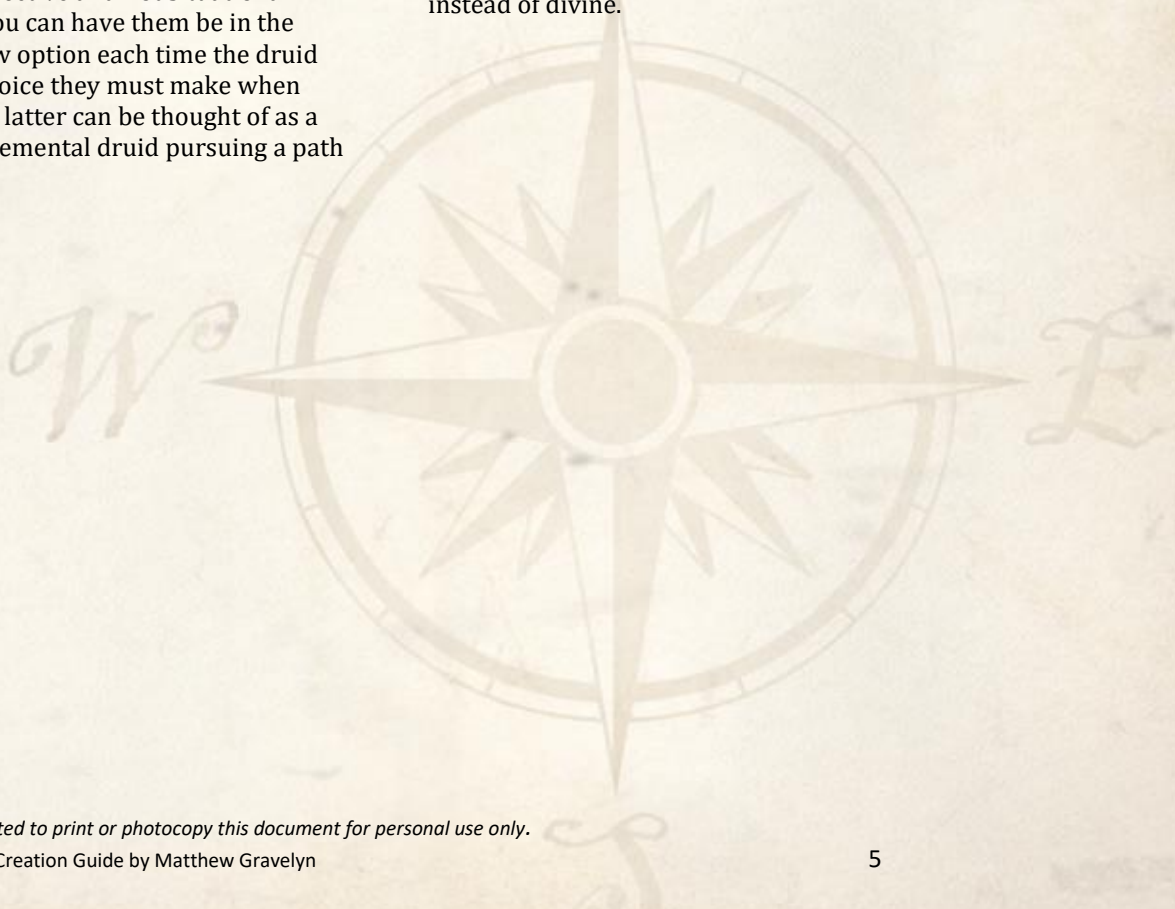 ou can have them be in the
option each time the druid
oice they must make when
latter can be thought of as a
emental druid pursuing a path
instead of divine.
W
E
S
ted to print or photocopy this document for personal use only.
Creation Guide by Matthew Gravelyn
5